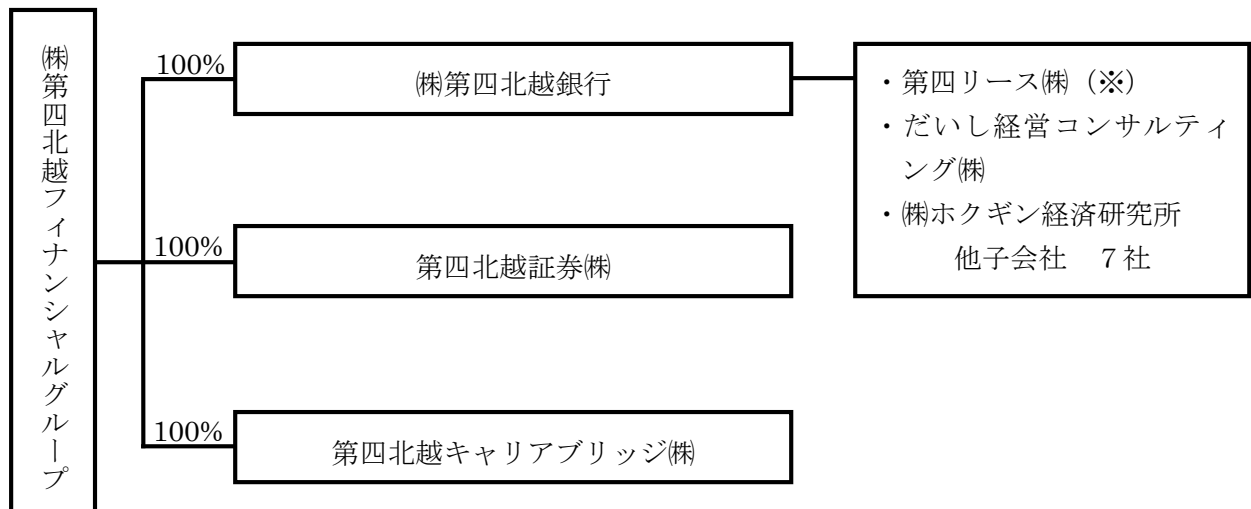 ㈱第四北越フィナンシャルグループ
100%
㈱第四北越銀行
・第四リース㈱（※）
・だいし経営コンサルティ
ング㈱
・㈱ホクギン経済研究所
他子会社　７社
100%
第四北越証券㈱
100%
第四北越キャリアブリッジ㈱